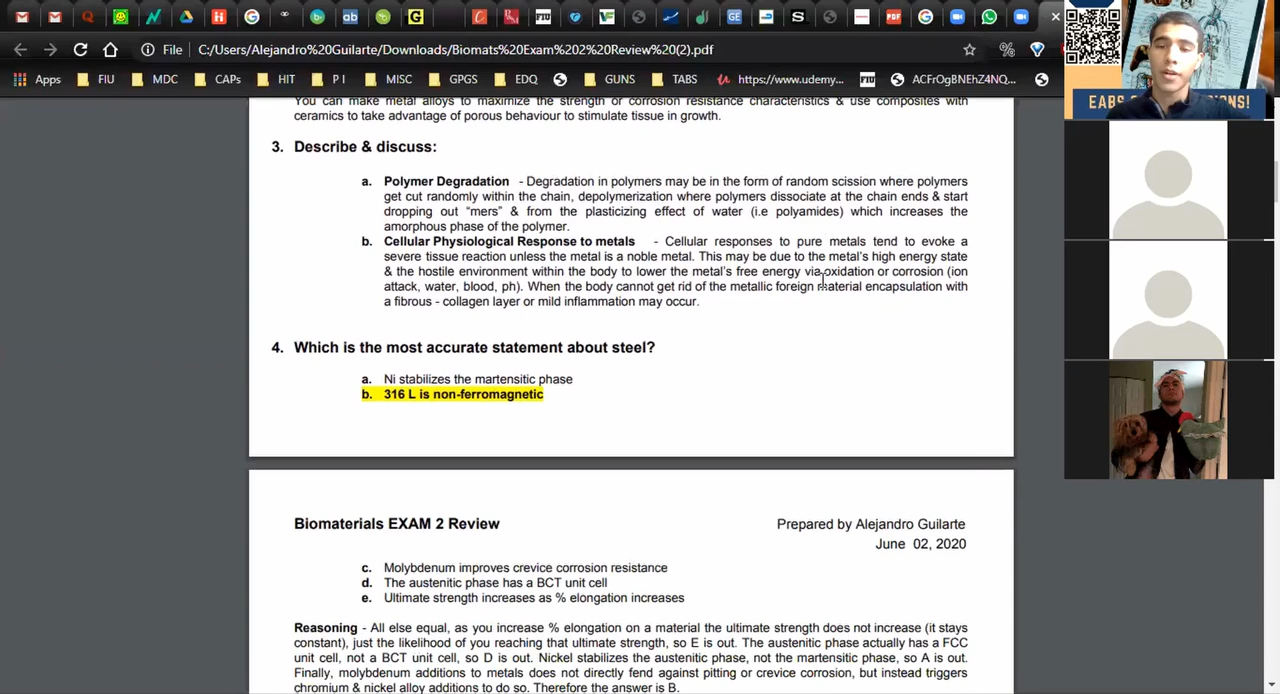 File C:/Users/Alejandro%20Guilarte/Downloads/Biomats%20Exam%202%20Review%20(2).pdf
Apps FIU MDC CAPs HIT P I MISC GPGS EDQ GUNS TABS https://www.udemy... ACFrOgBNEhZ4NQ...
You can make metal alloys to maximize the strength or corrosion resistance characteristics & use composites with
ceramics to take advantage of porous behaviour to stimulate tissue in growth.
3. Describe & discuss:
a. Polymer Degradation - Degradation in polymers may be in the form of random scission where polymers
get cut randomly within the chain, depolymerization where polymers dissociate at the chain ends & start
dropping out “mers” & from the plasticizing effect of water (i.e polyamides) which increases the
amorphous phase of the polymer.
b. Cellular Physiological Response to metals - Cellular responses to pure metals tend to evoke a
severe tissue reaction unless the metal is a noble metal. This may be due to the metal’s high energy state
& the hostile environment within the body to lower the metal’s free energy via oxidation or corrosion (ion
attack, water, blood, ph). When the body cannot get rid of the metallic foreign material encapsulation with
a fibrous - collagen layer or mild inflammation may occur.
4. Which is the most accurate statement about steel?
a. Ni stabilizes the martensitic phase
b. 316 L is non-ferromagnetic
Biomaterials EXAM 2 Review Prepared by Alejandro Guilarte
June 02, 2020
c. Molybdenum improves crevice corrosion resistance
d. The austenitic phase has a BCT unit cell
e. Ultimate strength increases as % elongation increases
Reasoning - All else equal, as you increase % elongation on a material the ultimate strength does not increase (it stays
constant), just the likelihood of you reaching that ultimate strength, so E is out. The austenitic phase actually has a FCC
unit cell, not a BCT unit cell, so D is out. Nickel stabilizes the austenitic phase, not the martensitic phase, so A is out.
Finally, molybdenum additions to metals does not directly fend against pitting or crevice corrosion, but instead triggers
chromium & nickel alloy additions to do so. Therefore the answer is B.
EABS